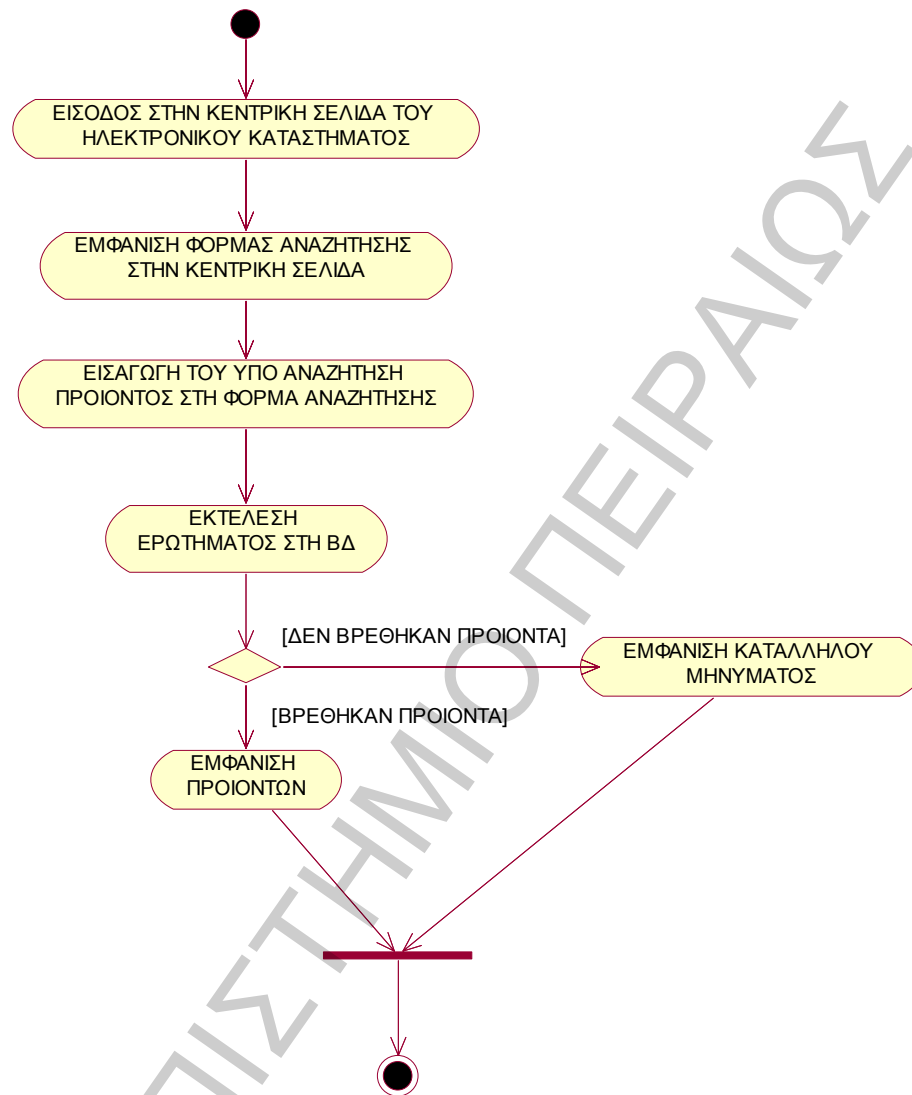 ΕΙΣΟΔΟΣ ΣΤΗΝ ΚΕΝΤΡΙΚΗ ΣΕΛΙΔΑ ΤΟΥ
ΗΛΕΚΤΡΟΝΙΚΟΥ ΚΑΤΑΣΤΗΜΑΤΟΣ
ΕΜΦΑΝΙΣΗ ΦΟΡΜΑΣ ΑΝΑΖΗΤΗΣΗΣ
ΣΤΗΝ ΚΕΝΤΡΙΚΗ ΣΕΛΙΔΑ
ΕΙΣΑΓΩΓΗ ΤΟΥ ΥΠΟ ΑΝΑΖΗΤΗΣΗ
ΠΡΟΙΟΝΤΟΣ ΣΤΗ ΦΟΡΜΑ ΑΝΑΖΗΤΗΣΗΣ
ΕΚΤΕΛΕΣΗ
ΕΡΩΤΗΜΑΤΟΣ ΣΤΗ ΒΔ
[ΔΕΝ ΒΡΕΘΗΚΑΝ ΠΡΟΙΟΝΤΑ]
ΕΜΦΑΝΙΣΗ ΚΑΤΑΛΛΗΛΟΥ
ΜΗΝΥΜΑΤΟΣ
[ΒΡΕΘΗΚΑΝ ΠΡΟΙΟΝΤΑ]
ΕΜΦΑΝΙΣΗ
ΠΡΟΙΟΝΤΩΝ
ΠΙΣΤΗΜΙΟ ΠΕΙΡΑΙΩΣ